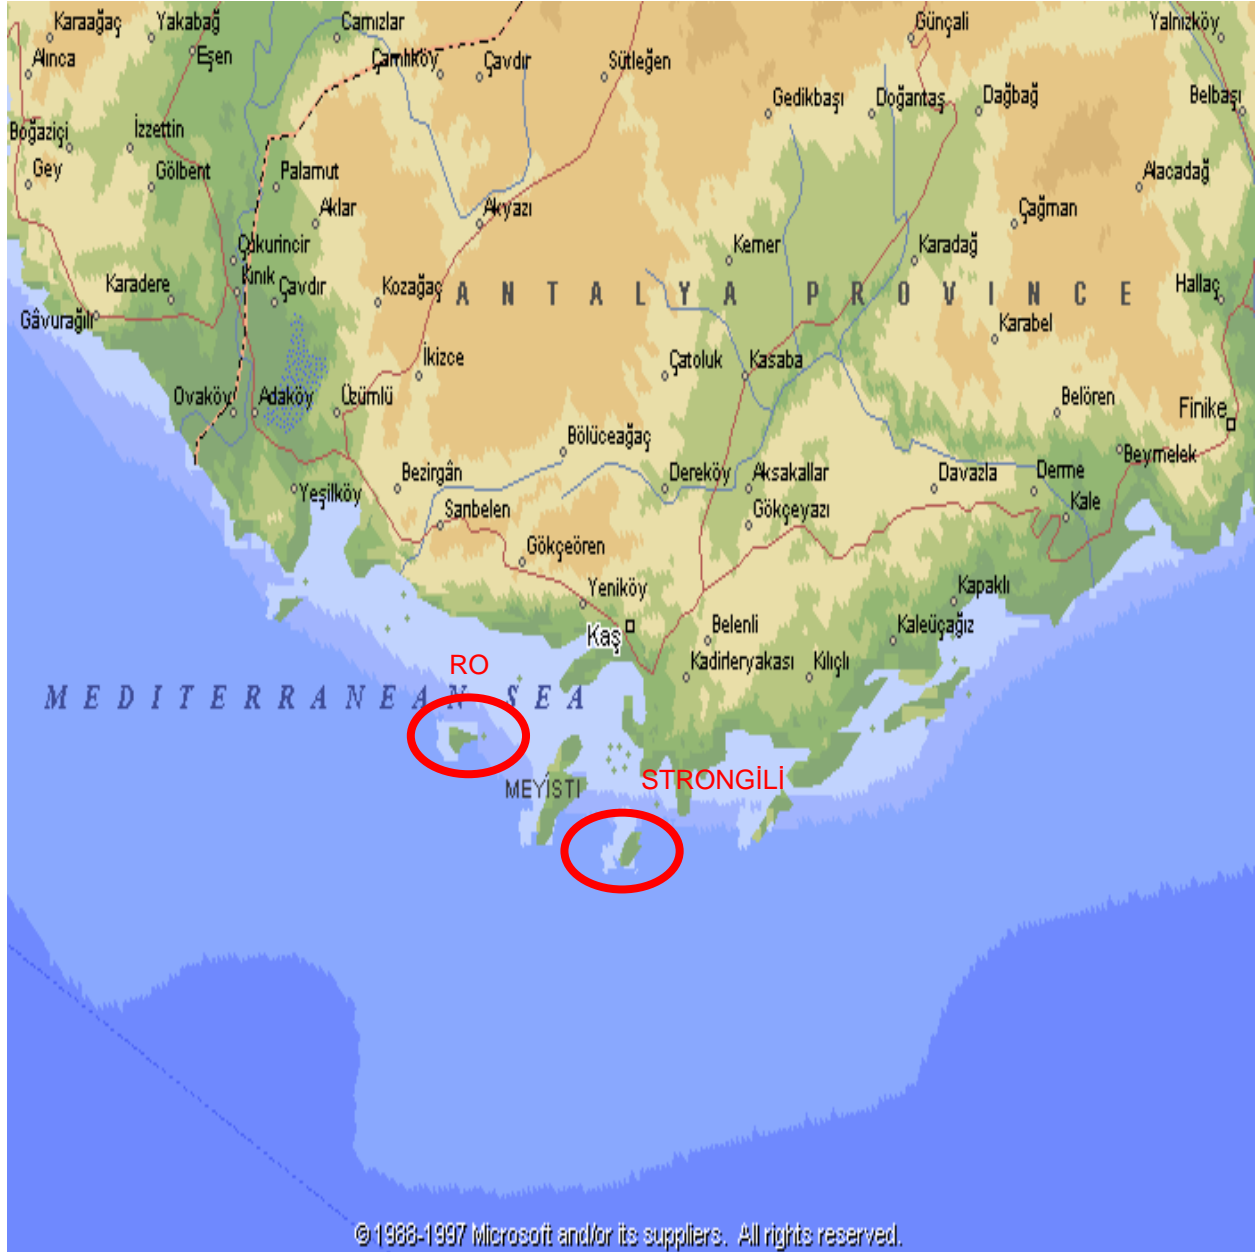 Karaağaç
Yakabağ
Camızlar
Günçali
Yalnızköy
Alınca
Eşen
Çamlıköy
Çavdır
Sütleğen
Gedikbaşı
Doğantaş
Dağbağ
Belbaşı
Boğaziçi
İzzettin
Gey
Gölbent
Palamut
Alacadağ
Aklar
Akyazı
Çağman
Çukurincir
Kemer
Karadağ
Karadere
Kınık
Çavdır
Kozağaç
ANTALYA PROVINCE
Hallaç
Gâvurağılı
Karabel
İkizce
Çatoluk
Kasaba
Ovaköy
Adaköy
Üzümlü
Belören
Finike
Bölüceağaç
Beymelek
Bezirgân
Dereköy
Aksakallar
Davazla
Derme
Yeşilköy
Sarıbelen
Gökçeyazı
Kale
Gökçeören
Yeniköy
Kapaklı
Kaş
Belenli
Kaleüçağız
RO
Kadirleryakası
Kılıçlı
MEDITERRANEAN SEA
MEYİSTI
STRONGİLİ
© 1988-1997 Microsoft and/or its suppliers. All rights reserved.